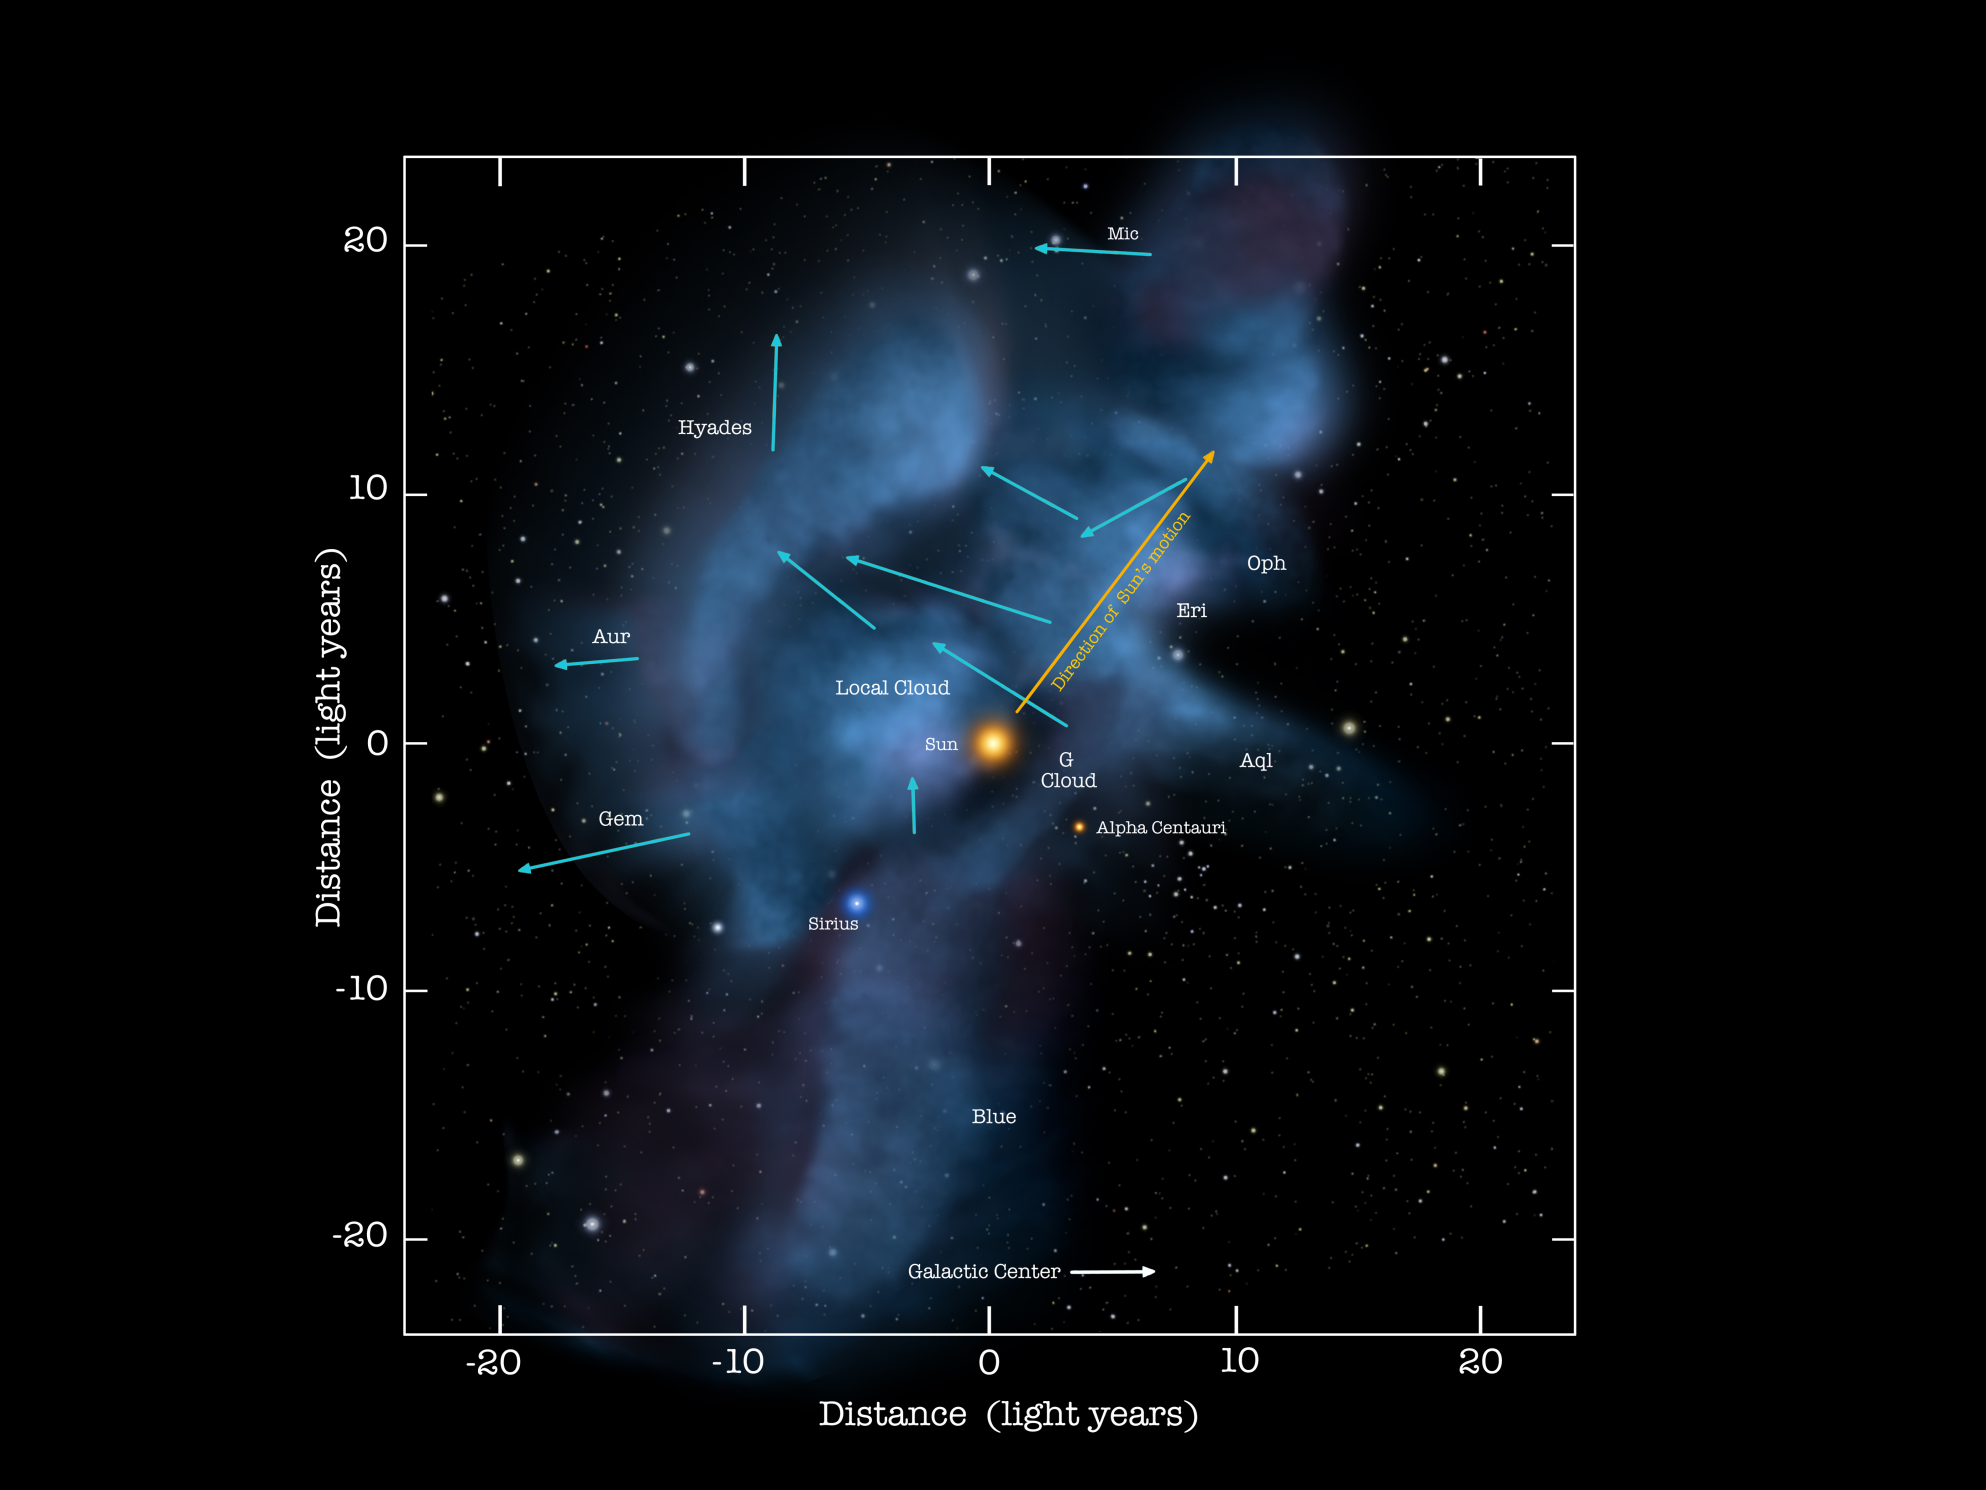 20
10
0
-10
-20
Distance (light years)
Mic
Hyades
Oph
Eri
Direction of Sun's motion
Aur
Local Cloud
Sun
G
Cloud
Aql
Gem
Alpha Centauri
Sirius
Blue
Galactic Center
-20
-10
0
10
20
Distance (light years)